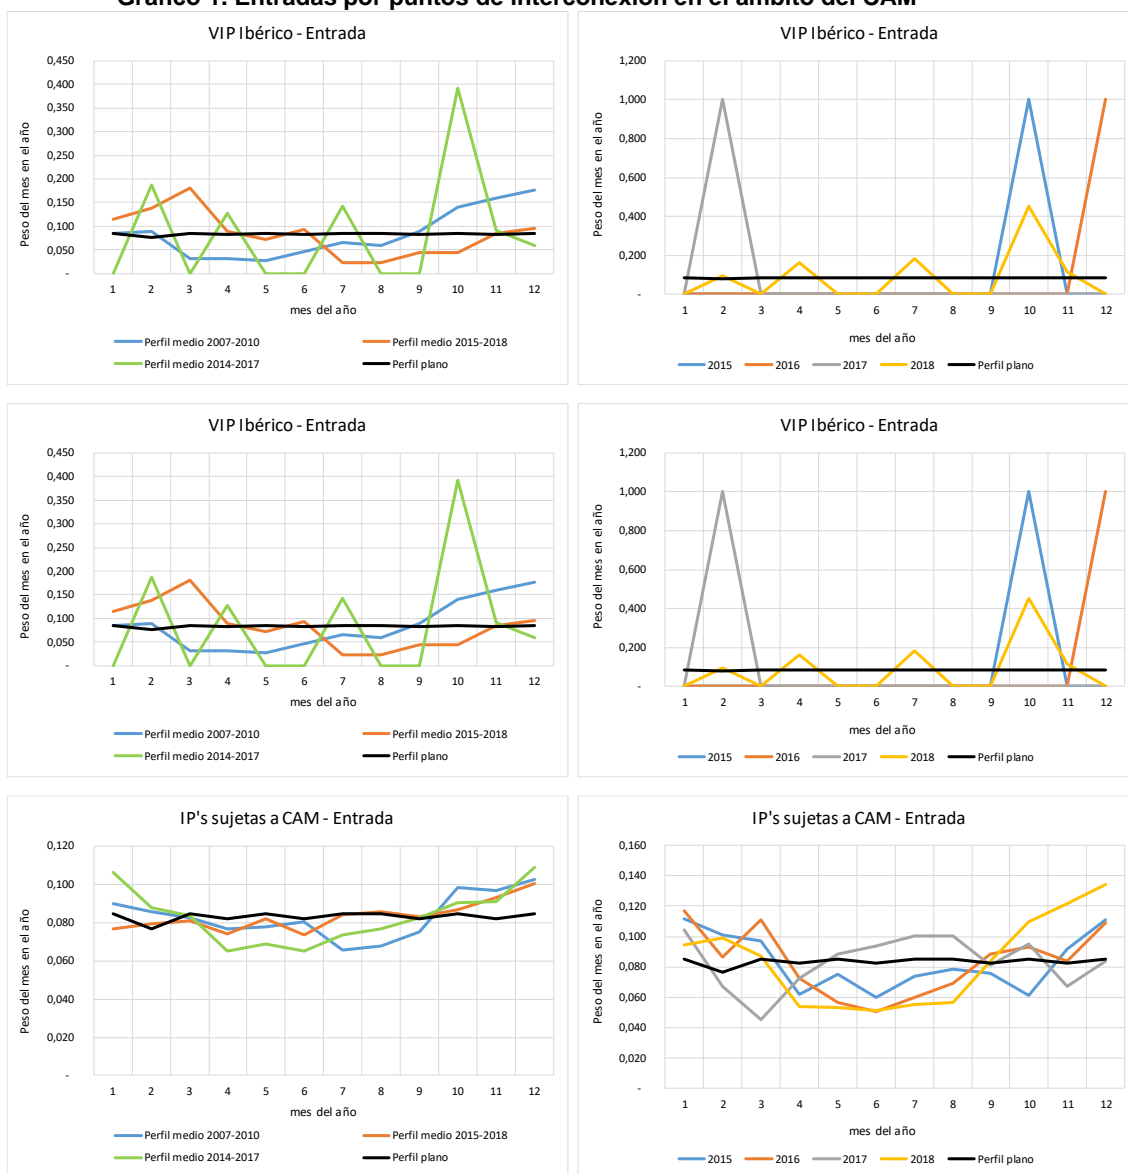 Gráfico 1. Entradas por puntos de interconexión en el ámbito del CAM
VIP Ibérico - Entrada
Peso del mes en el año
0,450
0,400
0,350
0,300
0,250
0,200
0,150
0,100
0,050
-
1 2 3 4 5 6 7 8 9 10 11 12
mes del año
Perfil medio 2007-2010 Perfil medio 2015-2018
Perfil medio 2014-2017 Perfil plano
VIP Ibérico - Entrada
Peso del mes en el año
1,200
1,000
0,800
0,600
0,400
0,200
-
1 2 3 4 5 6 7 8 9 10 11 12
mes del año
2015 2016 2017 2018 Perfil plano
VIP Ibérico - Entrada
Peso del mes en el año
0,450
0,400
0,350
0,300
0,250
0,200
0,150
0,100
0,050
-
1 2 3 4 5 6 7 8 9 10 11 12
mes del año
Perfil medio 2007-2010 Perfil medio 2015-2018
Perfil medio 2014-2017 Perfil plano
VIP Ibérico - Entrada
Peso del mes en el año
1,200
1,000
0,800
0,600
0,400
0,200
-
1 2 3 4 5 6 7 8 9 10 11 12
mes del año
2015 2016 2017 2018 Perfil plano
IP's sujetas a CAM - Entrada
Peso del mes en el año
0,120
0,100
0,080
0,060
0,040
0,020
-
1 2 3 4 5 6 7 8 9 10 11 12
mes del año
Perfil medio 2007-2010 Perfil medio 2015-2018
Perfil medio 2014-2017 Perfil plano
IP's sujetas a CAM - Entrada
Peso del mes en el año
0,160
0,140
0,120
0,100
0,080
0,060
0,040
0,020
-
1 2 3 4 5 6 7 8 9 10 11 12
mes del año
2015 2016 2017 2018 Perfil plano